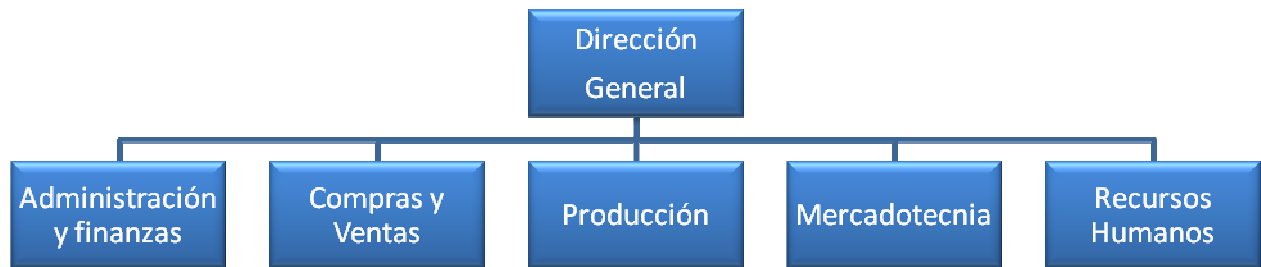 Dirección
General
Administración
y finanzas
Compras y
Ventas
Producción
Mercadotecnia
Recursos
Humanos